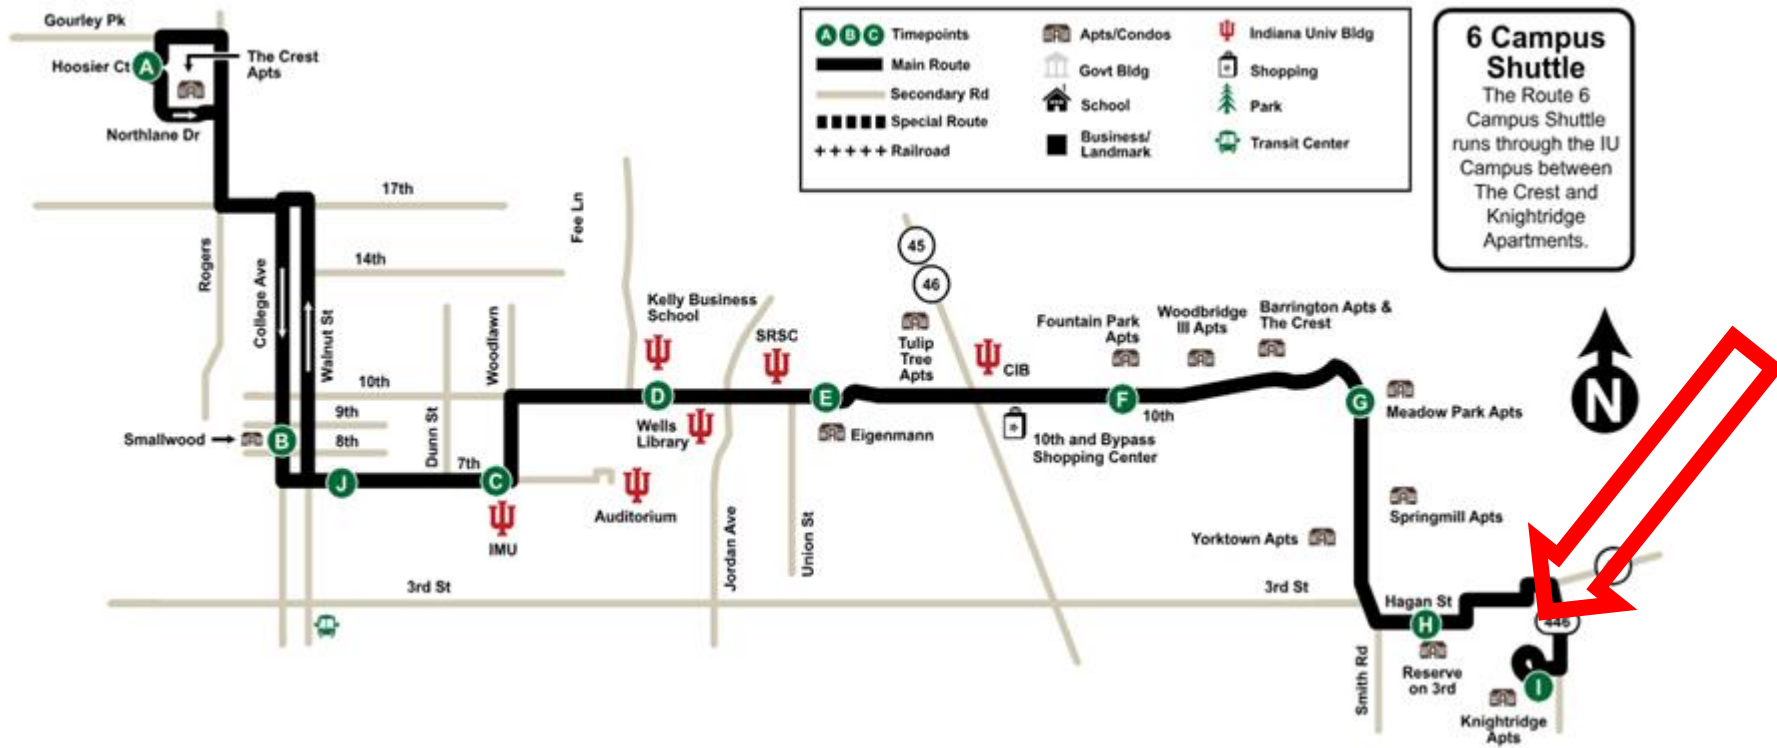 Gourley Pk
Hoosier Ct
A
The Crest
Apts
Northlane Dr
A B C Timepoints
Main Route
Secondary Rd
Special Route
Railroad
Apts/Condos
Govt Bldg
School
Business/
Landmark
Indiana Univ Bldg
Shopping
Park
Transit Center
6 Campus
Shuttle
The Route 6
Campus Shuttle
runs through the IU
Campus between
The Crest and
Knightridge
Apartments.
17th
14th
Rogers
College Ave
Walnut St
10th
9th
8th
Smallwood
B
J
Dunn St
7th
Woodlawn
C
IMU
Auditorium
Fee Ln
Kelly Business
School
D
Wells
Library
SRSC
E
Eigenmann
Jordan Ave
Union St
3rd St
45
46
Tulip
Tree
Apts
CIB
10th and Bypass
Shopping Center
Fountain Park
Apts
F
10th
Woodbridge
III Apts
Barrington Apts &
The Crest
G
Meadow Park Apts
Springmill Apts
Yorktown Apts
3rd St
Hagan St
H
Reserve
on 3rd
Smith Rd
446
I
Knightridge
Apts
N